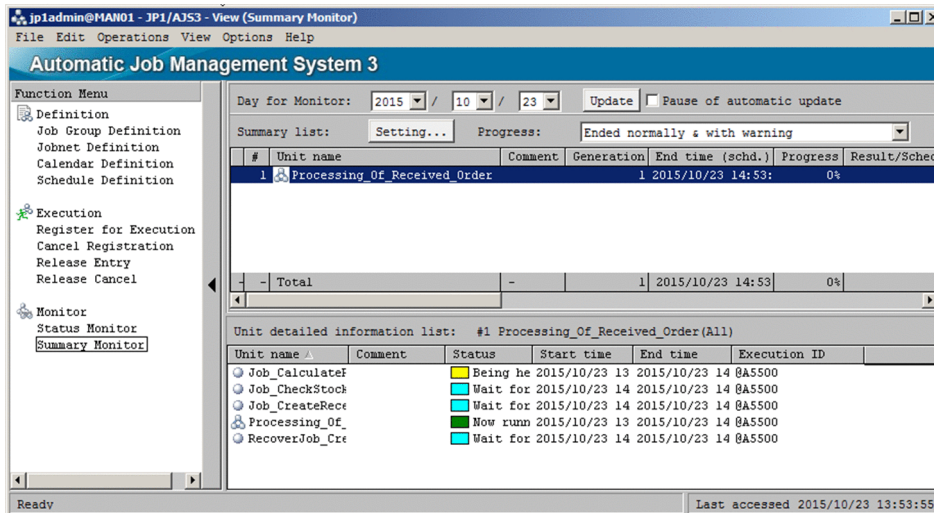 jp1admin@MAN01 - JP1/AJS3 - View (Summary Monitor)
File Edit Operations View Options Help
Automatic Job Management System 3
Function Menu
Definition
Job Group Definition
Jobnet Definition
Calendar Definition
Schedule Definition
Execution
Register for Execution
Cancel Registration
Release Entry
Release Cancel
Monitor
Status Monitor
Summary Monitor
Day for Monitor: 2015 / 10 / 23 Update Pause of automatic update
Summary list: Setting... Progress: Ended normally & with warning
# Unit name Comment Generation End time (schd.) Progress Result/Sched
1 Processing_Of_Received_Order 1 2015/10/23 14:53: 0%
- - Total - 1 2015/10/23 14:53 0%
Unit detailed information list: #1 Processing_Of_Received_Order(All)
Unit name Comment Status Start time End time Execution ID
Job_CalculateF Being he 2015/10/23 13 2015/10/23 14 @A5500
Job_CheckStock Wait for 2015/10/23 14 2015/10/23 14 @A5500
Job_CreateRece Wait for 2015/10/23 14 2015/10/23 14 @A5500
Processing_Of_ Now runn 2015/10/23 13 2015/10/23 14 @A5500
RecoverJob_Cre Wait for 2015/10/23 14 2015/10/23 14 @A5500
Ready
Last accessed 2015/10/23 13:53:55